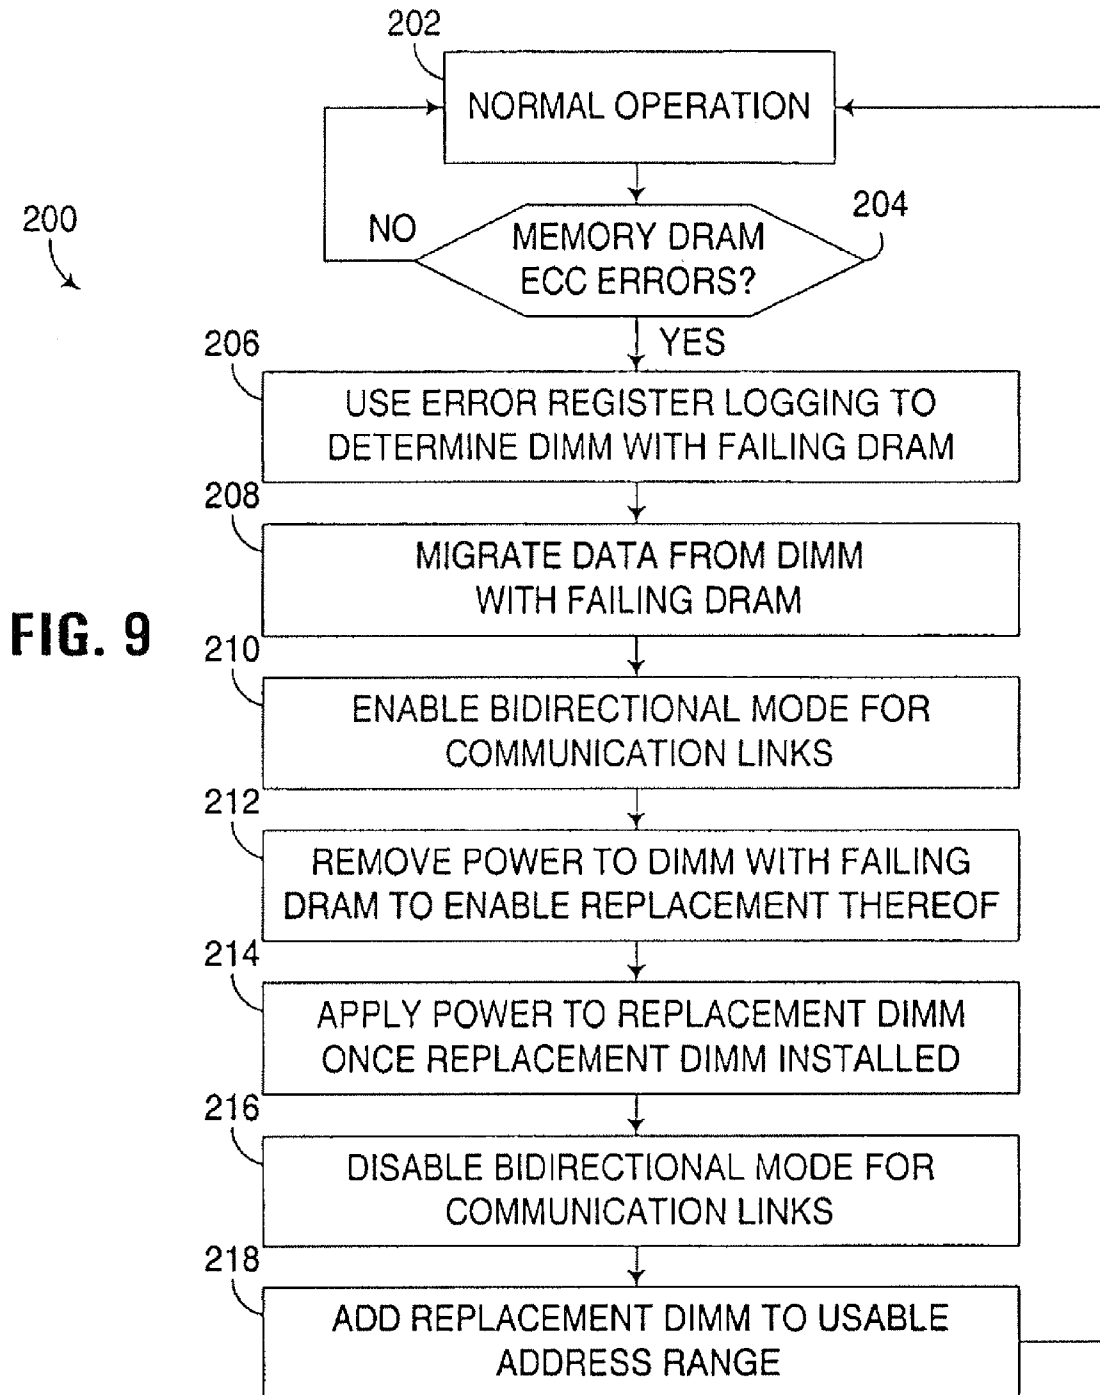 202
NORMAL OPERATION
200
NO
MEMORY DRAM
ECC ERRORS?
204
YES
206
USE ERROR REGISTER LOGGING TO
DETERMINE DIMM WITH FAILING DRAM
208
MIGRATE DATA FROM DIMM
WITH FAILING DRAM
FIG. 9
210
ENABLE BIDIRECTIONAL MODE FOR
COMMUNICATION LINKS
212
REMOVE POWER TO DIMM WITH FAILING
DRAM TO ENABLE REPLACEMENT THEREOF
214
APPLY POWER TO REPLACEMENT DIMM
ONCE REPLACEMENT DIMM INSTALLED
216
DISABLE BIDIRECTIONAL MODE FOR
COMMUNICATION LINKS
218
ADD REPLACEMENT DIMM TO USABLE
ADDRESS RANGE